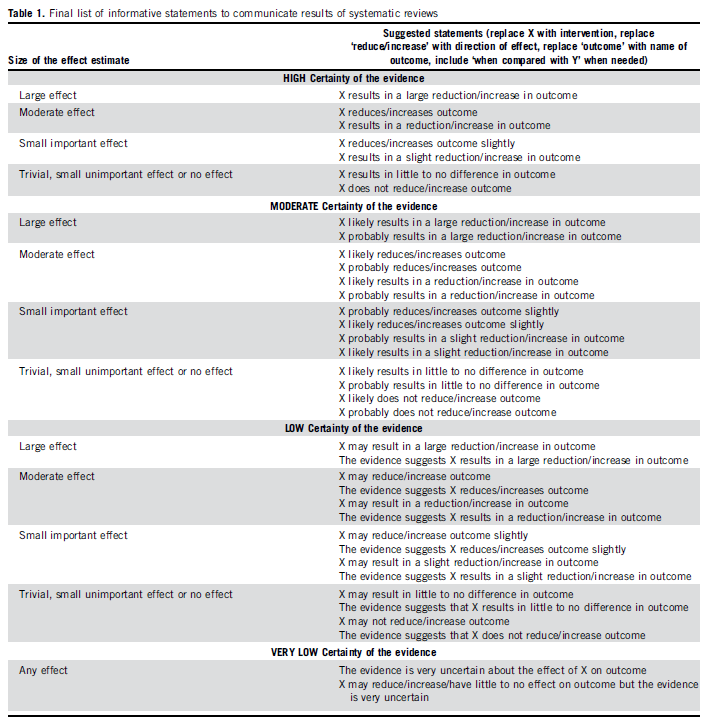 Table 1. Final list of informative statements to communicate results of systematic reviews
Size of the effect estimate
Suggested statements (replace X with intervention, replace
‘reduce/increase’ with direction of effect, replace ‘outcome’ with name of
outcome, include ‘when compared with Y’ when needed)
HIGH Certainty of the evidence
Large effect
X results in a large reduction/increase in outcome
Moderate effect
X reduces/increases outcome
X results in a reduction/increase in outcome
Small important effect
X reduces/increases outcome slightly
X results in a slight reduction/increase in outcome
Trivial, small unimportant effect or no effect
X results in little to no difference in outcome
X does not reduce/increase outcome
MODERATE Certainty of the evidence
Large effect
X likely results in a large reduction/increase in outcome
X probably results in a large reduction/increase in outcome
Moderate effect
X likely reduces/increases outcome
X probably reduces/increases outcome
X likely results in a reduction/increase in outcome
X probably results in a reduction/increase in outcome
Small important effect
X probably reduces/increases outcome slightly
X likely reduces/increases outcome slightly
X probably results in a slight reduction/increase in outcome
X likely results in a slight reduction/increase in outcome
Trivial, small unimportant effect or no effect
X likely results in little to no difference in outcome
X probably results in little to no difference in outcome
X likely does not reduce/increase outcome
X probably does not reduce/increase outcome
LOW Certainty of the evidence
Large effect
X may result in a large reduction/increase in outcome
The evidence suggests X results in a large reduction/increase in outcome
Moderate effect
X may reduce/increase outcome
The evidence suggests X reduces/increases outcome
X may result in a reduction/increase in outcome
The evidence suggests X results in a reduction/increase in outcome
Small important effect
X may reduce/increase outcome slightly
The evidence suggests X reduces/increases outcome slightly
X may result in a slight reduction/increase in outcome
The evidence suggests X results in a slight reduction/increase in outcome
Trivial, small unimportant effect or no effect
X may result in little to no difference in outcome
The evidence suggests that X results in little to no difference in outcome
X may not reduce/increase outcome
The evidence suggests that X does not reduce/increase outcome
VERY LOW Certainty of the evidence
Any effect
The evidence is very uncertain about the effect of X on outcome
X may reduce/increase/have little to no effect on outcome but the evidence
is very uncertain